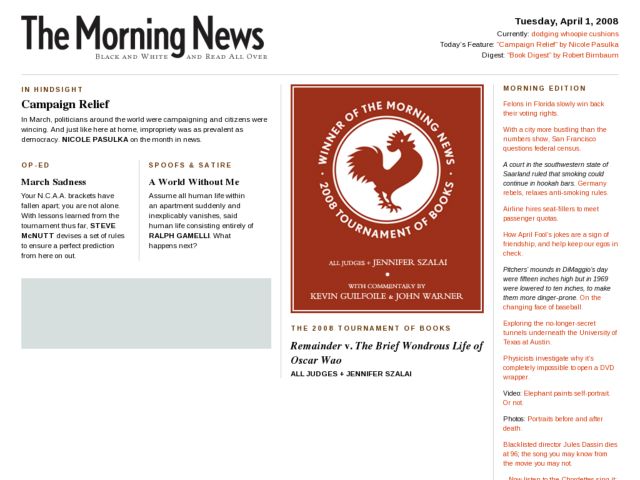 The Morning News
BLACK AND WHITE AND READ ALL OVER
Tuesday, April 1, 2008
Currently: dodging whoopie cushions
Today's Feature: "Campaign Relief" by Nicole Pasulka
Digest: "Book Digest" by Robert Birnbaum
IN HINDSIGHT
Campaign Relief
In March, politicians around the world were campaigning and citizens were
wincing. And just like here at home, impropriety was as prevalent as
democracy. NICOLE PASULKA on the month in news.
OP-ED
March Sadness
Your N.C.A.A. brackets have
fallen apart; you are not alone.
With lessons learned from the
tournament thus far, STEVE
McNUTT devises a set of rules
to ensure a perfect prediction
from here on out.
SPOOFS & SATIRE
A World Without Me
Assume all human life within
an apartment suddenly and
inexplicably vanishes, said
human life consisting entirely of
RALPH GAMELLI. What
happens next?
WINNER OF THE MORNING NEWS
2008 TOURNAMENT OF BOOKS
ALL JUDGES + JENNIFER SZALAI
WITH COMMENTARY BY
KEVIN GUILFOILE & JOHN WARNER
THE 2008 TOURNAMENT OF BOOKS
Remainder v. The Brief Wondrous Life of
Oscar Wao
ALL JUDGES + JENNIFER SZALAI
MORNING EDITION
Felons in Florida slowly win back
their voting rights.
With a city more bustling than the
numbers show, San Francisco
questions federal census.
A court in the southwestern state of
Saarland ruled that smoking could
continue in hookah bars. Germany
rebels, relaxes anti-smoking rules.
Airline hires seat-fillers to meet
passenger quotas.
How April Fool's jokes are a sign of
friendship, and help keep our egos in
check.
Pitchers' mounds in DiMaggio's day
were fifteen inches high but in 1969
were lowered to ten inches, to make
them more dinger-prone. On the
changing face of baseball.
Exploring the no-longer-secret
tunnels underneath the University of
Texas at Austin.
Physicists investigate why it's
completely impossible to open a DVD
wrapper.
Video: Elephant paints self-portrait.
Or not.
Photos: Portraits before and after
death.
Blacklisted director Jules Dassin dies
at 96; the song you may know from
the movie you may not.
...Now listen to the Chordettes sing it